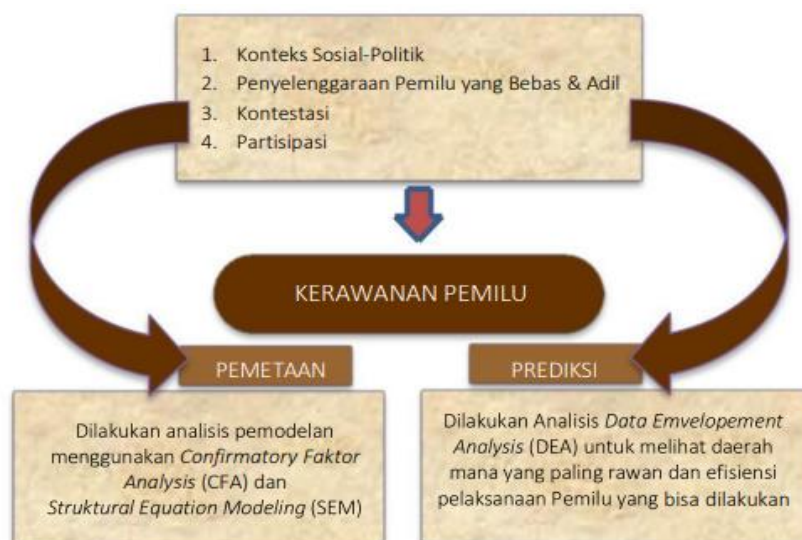 1. Konteks Sosial-Politik
2. Penyelenggaraan Pemilu yang Bebas & Adil
3. Kontestasi
4. Partisipasi
KERAWANAN PEMILU
PEMETAAN
Dilakukan analisis pemodelan
menggunakan Confirmatory Faktor
Analysis (CFA) dan
Struktural Equation Modeling (SEM)
PREDIKSI
Dilakukan Analisis Data Emvelopement
Analysis (DEA) untuk melihat daerah
mana yang paling rawan dan efisiensi
pelaksanaan Pemilu yang bisa dilakukan